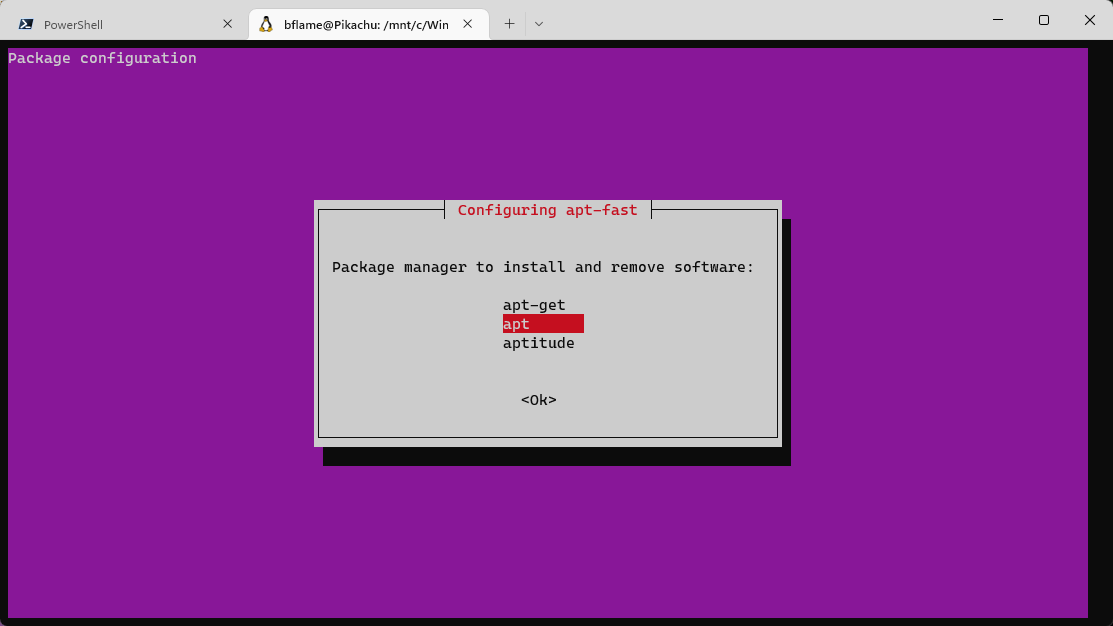 PowerShell
bflame@Pikachu: /mnt/c/Win
Package configuration
Configuring apt-fast
Package manager to install and remove software:
apt-get
apt
aptitude
<Ok>